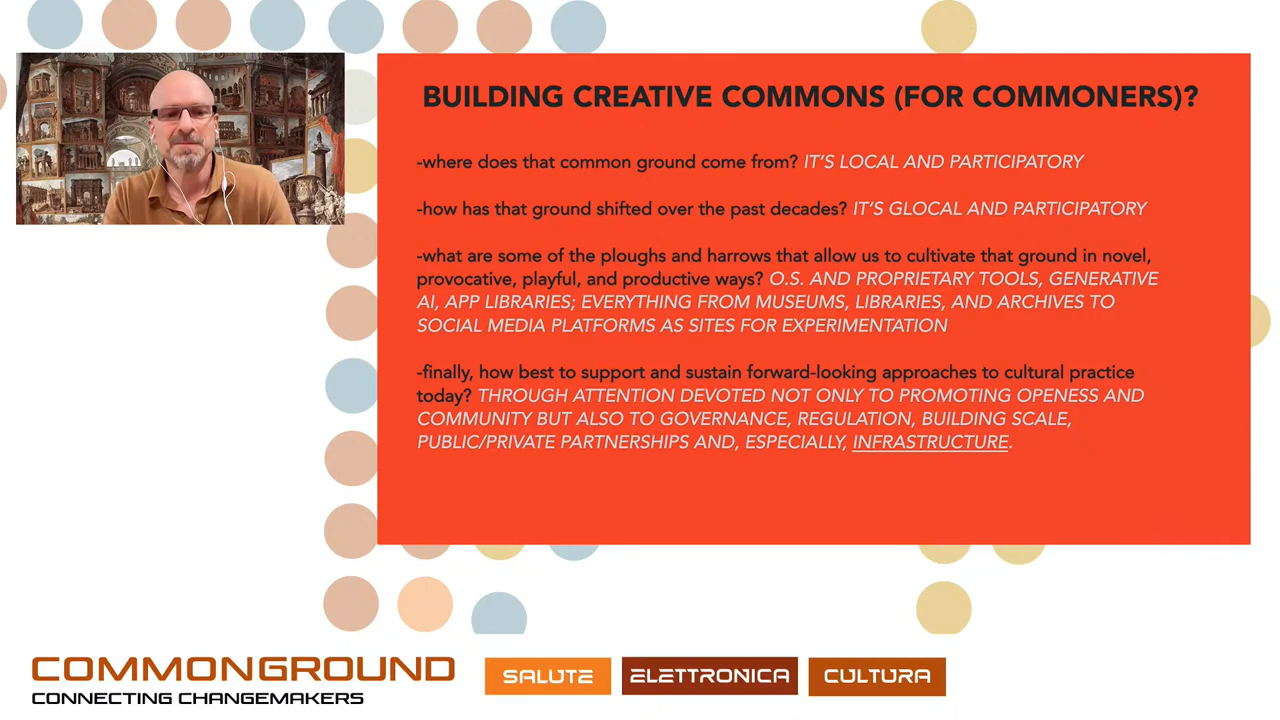 BUILDING CREATIVE COMMONS (FOR COMMONERS)?
-where does that common ground come from? IT'S LOCAL AND PARTICIPATORY
-how has that ground shifted over the past decades? IT'S GLOCAL AND PARTICIPATORY
-what are some of the ploughs and harrows that allow us to cultivate that ground in novel,
provocative, playful, and productive ways? O.S. AND PROPRIETARY TOOLS, GENERATIVE
AI, APP LIBRARIES; EVERYTHING FROM MUSEUMS, LIBRARIES, AND ARCHIVES TO
SOCIAL MEDIA PLATFORMS AS SITES FOR EXPERIMENTATION
-finally, how best to support and sustain forward-looking approaches to cultural practice
today? THROUGH ATTENTION DEVOTED NOT ONLY TO PROMOTING OPENESS AND
COMMUNITY BUT ALSO TO GOVERNANCE, REGULATION, BUILDING SCALE,
PUBLIC/PRIVATE PARTNERSHIPS AND, ESPECIALLY, INFRASTRUCTURE.
COMMONGROUND
CONNECTING CHANGEMAKERS
SALUTE
ELETTRONICA
CULTURA